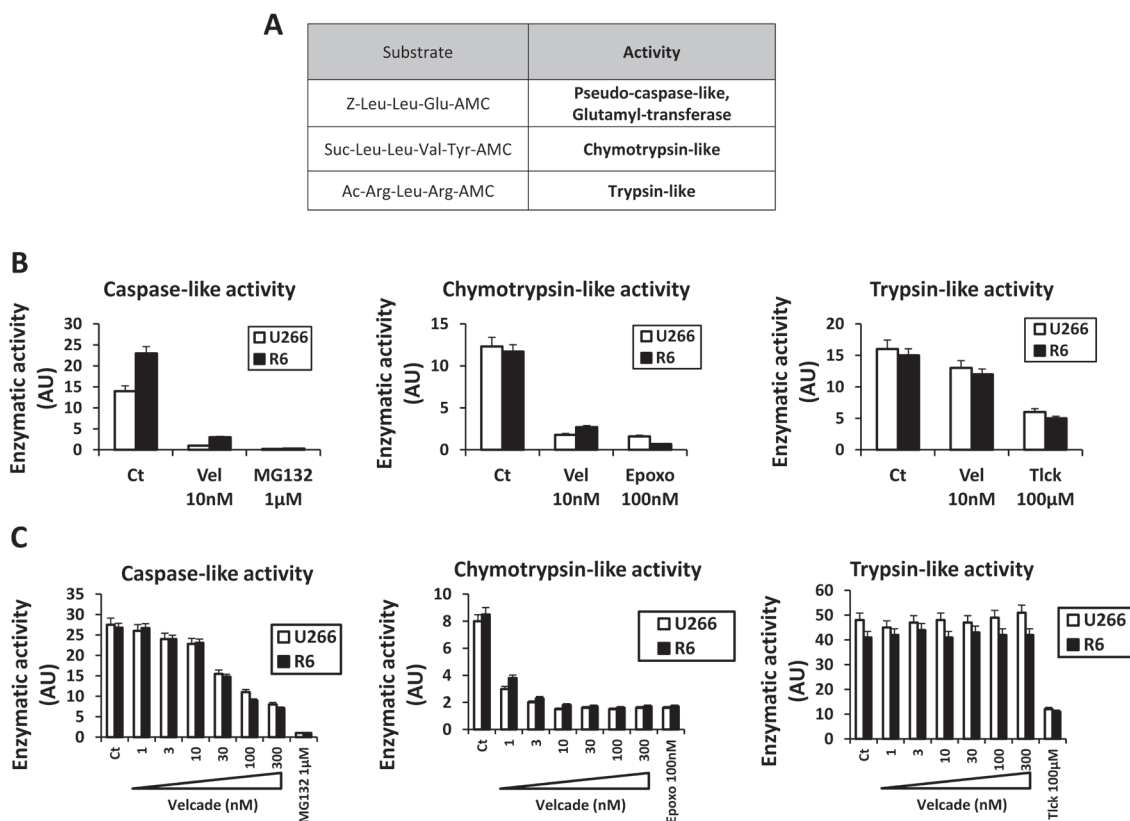 A
Substrate
Activity
Z-Leu-Leu-Glu-AMC
Pseudo-caspase-like,
Glutamyl-transferase
Suc-Leu-Leu-Val-Tyr-AMC
Chymotrypsin-like
Ac-Arg-Leu-Arg-AMC
Trypsin-like
B
Caspase-like activity
Enzymatic activity
(AU)
30
25
20
15
10
5
0
U266
R6
Ct
Vel
10nM
MG132
1µM
Chymotrypsin-like activity
Enzymatic activity
(AU)
15
10
5
0
U266
R6
Ct
Vel
10nM
Epoxo
100nM
Trypsin-like activity
Enzymatic activity
(AU)
20
15
10
5
0
U266
R6
Ct
Vel
10nM
Tlck
100µM
C
Caspase-like activity
Enzymatic activity
(AU)
35
30
25
20
15
10
5
0
U266
R6
Ct
1
3
10
30
100
300
MG132 1µM
Velcade (nM)
Chymotrypsin-like activity
Enzymatic activity
(AU)
10
8
6
4
2
0
U266
R6
Ct
1
3
10
30
100
300
Epoxo 100nM
Velcade (nM)
Trypsin-like activity
Enzymatic activity
(AU)
60
50
40
30
20
10
0
U266
R6
Ct
1
3
10
30
100
300
Tlck 100µM
Velcade (nM)